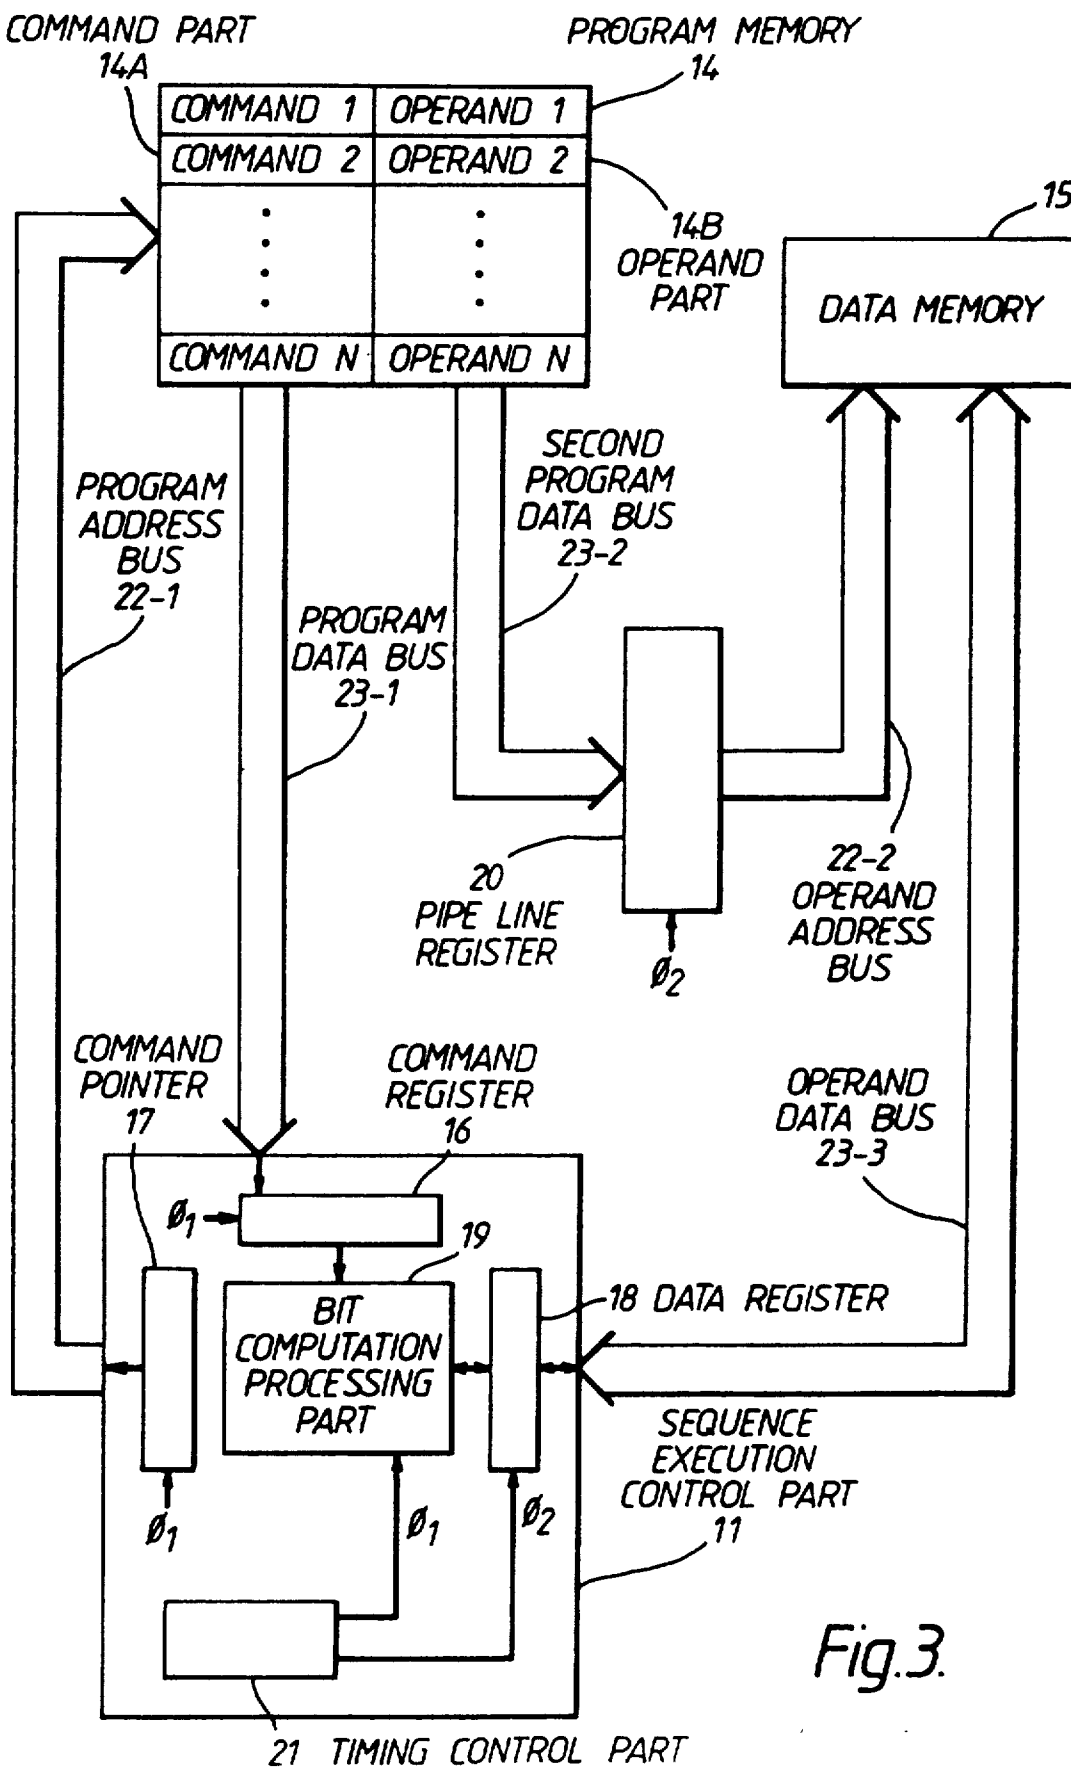 COMMAND PART
14A
PROGRAM MEMORY
14
COMMAND 1 OPERAND 1
COMMAND 2 OPERAND 2
COMMAND N OPERAND N
14B
OPERAND
PART
15
DATA MEMORY
PROGRAM
ADDRESS
BUS
22-1
SECOND
PROGRAM
DATA BUS
23-2
PROGRAM
DATA BUS
23-1
20
PIPE LINE
REGISTER
ø2
22-2
OPERAND
ADDRESS
BUS
COMMAND
POINTER
17
COMMAND
REGISTER
16
OPERAND
DATA BUS
23-3
ø1
19
BIT
COMPUTATION
PROCESSING
PART
18 DATA REGISTER
SEQUENCE
EXECUTION
CONTROL PART
11
ø1
ø1
ø2
21 TIMING CONTROL PART
Fig.3.